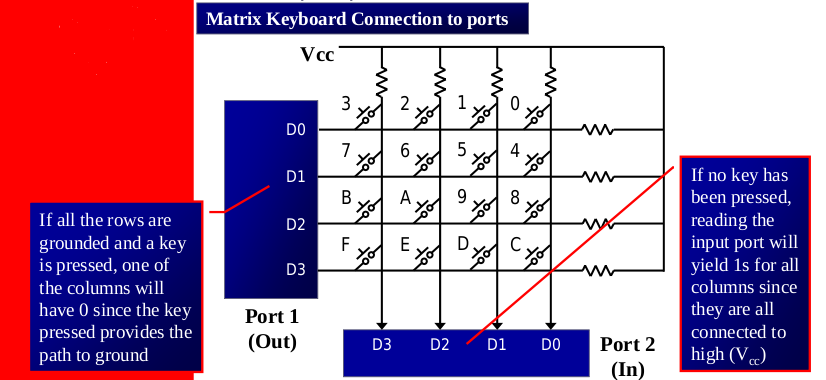 Matrix Keyboard Connection to ports
Vcc
3 2 1 0
D0
7 6 5 4
D1
B A 9 8
D2
F E D C
D3
If all the rows are
grounded and a key
is pressed, one of
the columns will
have 0 since the key
pressed provides the
path to ground
If no key has
been pressed,
reading the
input port will
yield 1s for all
columns since
they are all
connected to
high (Vcc)
Port 1
(Out)
D3 D2 D1 D0
Port 2
(In)